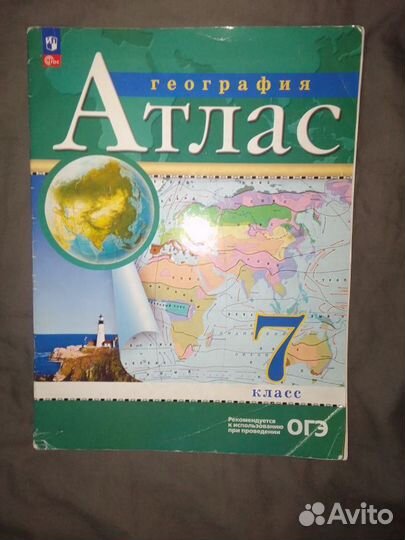 география
Атлас
7
класс
Рекомендуется
к использованию
при проведении
ОГЭ
Avito